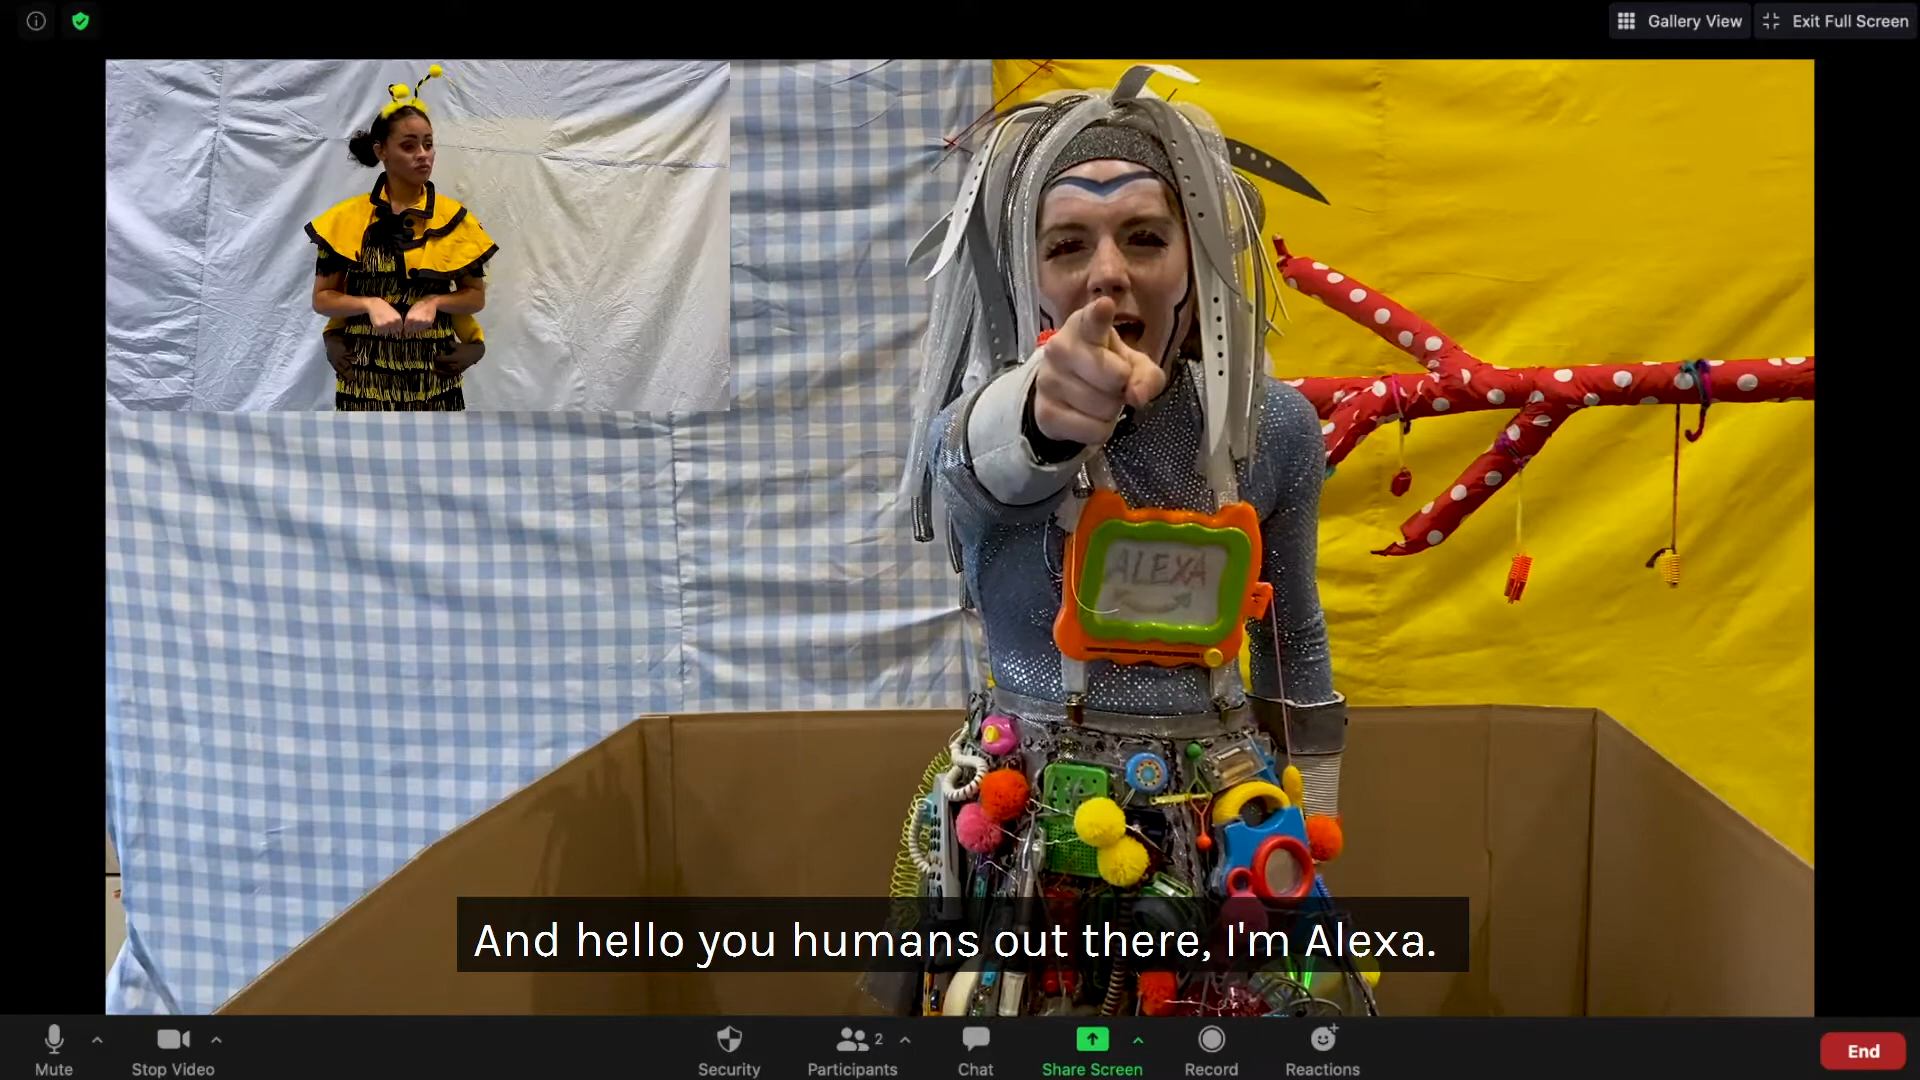 Gallery View
Exit Full Screen
ALEXA
And hello you humans out there, I'm Alexa.
Mute
Stop Video
Security
Participants
2
Chat
Share Screen
Record
Reactions
End